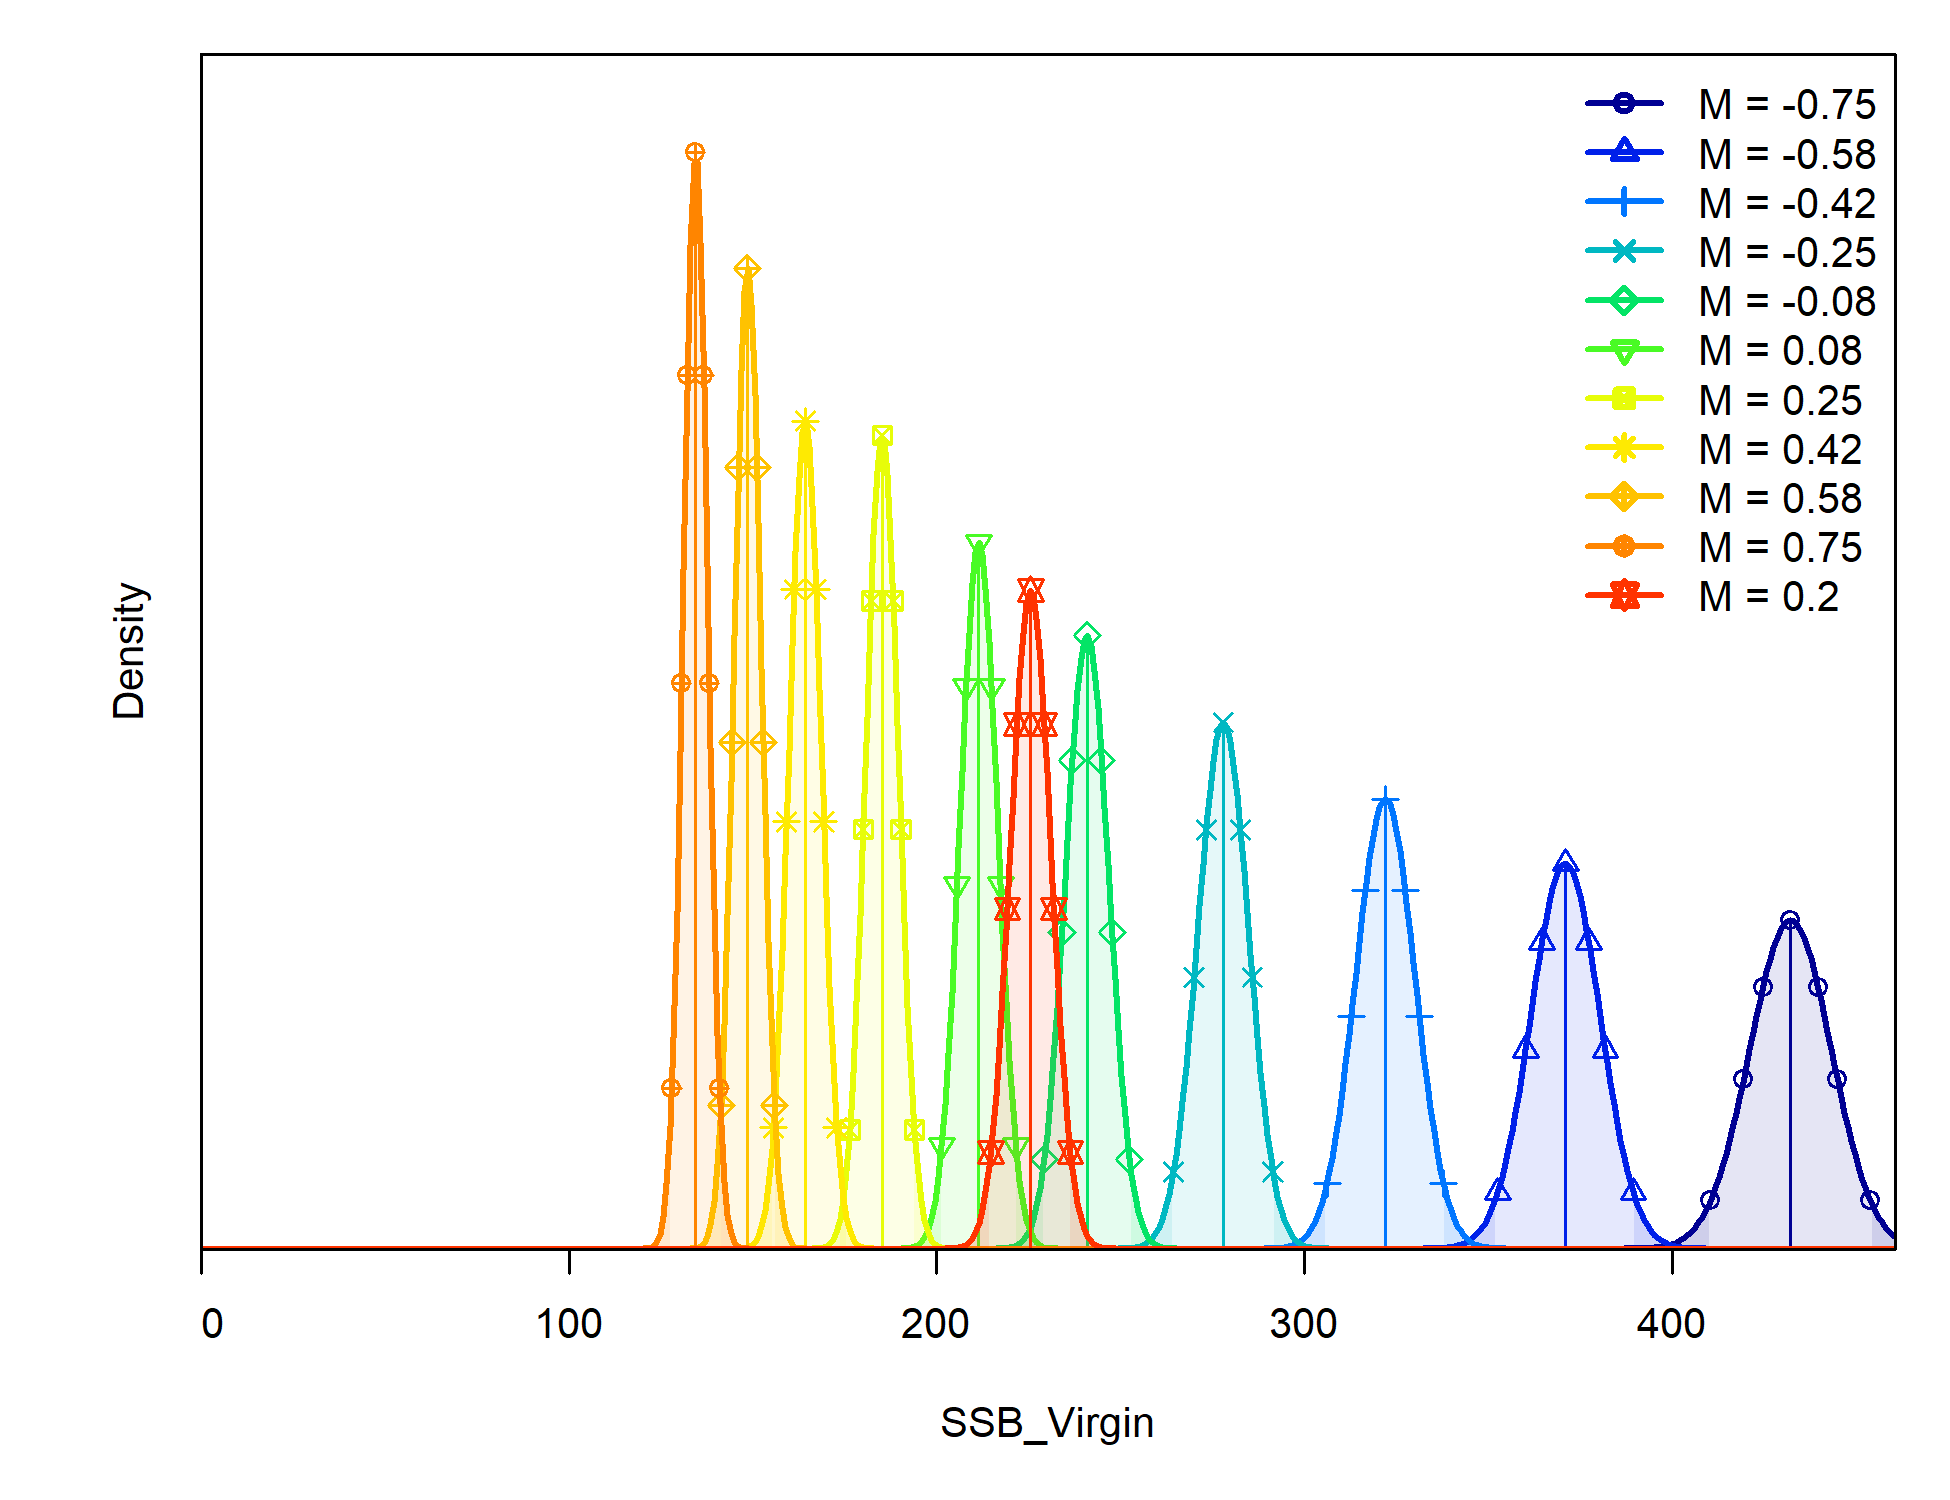 M = -0.75
M = -0.58
M = -0.42
M = -0.25
M = -0.08
M = 0.08
M = 0.25
M = 0.42
M = 0.58
M = 0.75
M = 0.2
Density
0 100 200 300 400
SSB_Virgin